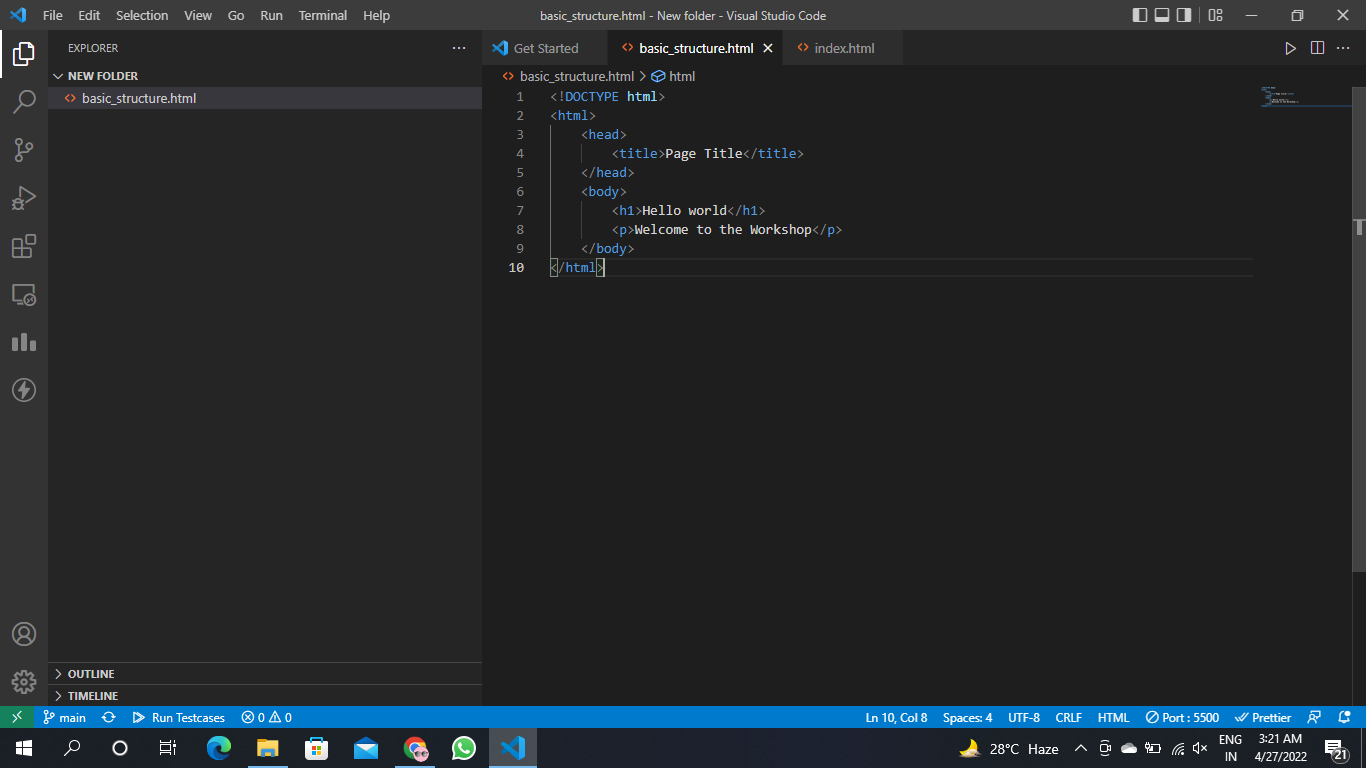 File Edit Selection View Go Run Terminal Help
basic_structure.html - New folder - Visual Studio Code
EXPLORER
NEW FOLDER
basic_structure.html
OUTLINE
TIMELINE
Get Started
basic_structure.html
index.html
basic_structure.html > html
1 <!DOCTYPE html>
2 <html>
3 <head>
4 <title>Page Title</title>
5 </head>
6 <body>
7 <h1>Hello world</h1>
8 <p>Welcome to the Workshop</p>
9 </body>
10 </html>
main Run Testcases 0 0 Ln 10, Col 8 Spaces: 4 UTF-8 CRLF HTML Port : 5500 Prettier
28°C Haze
ENG
IN
3:21 AM
4/27/2022
21